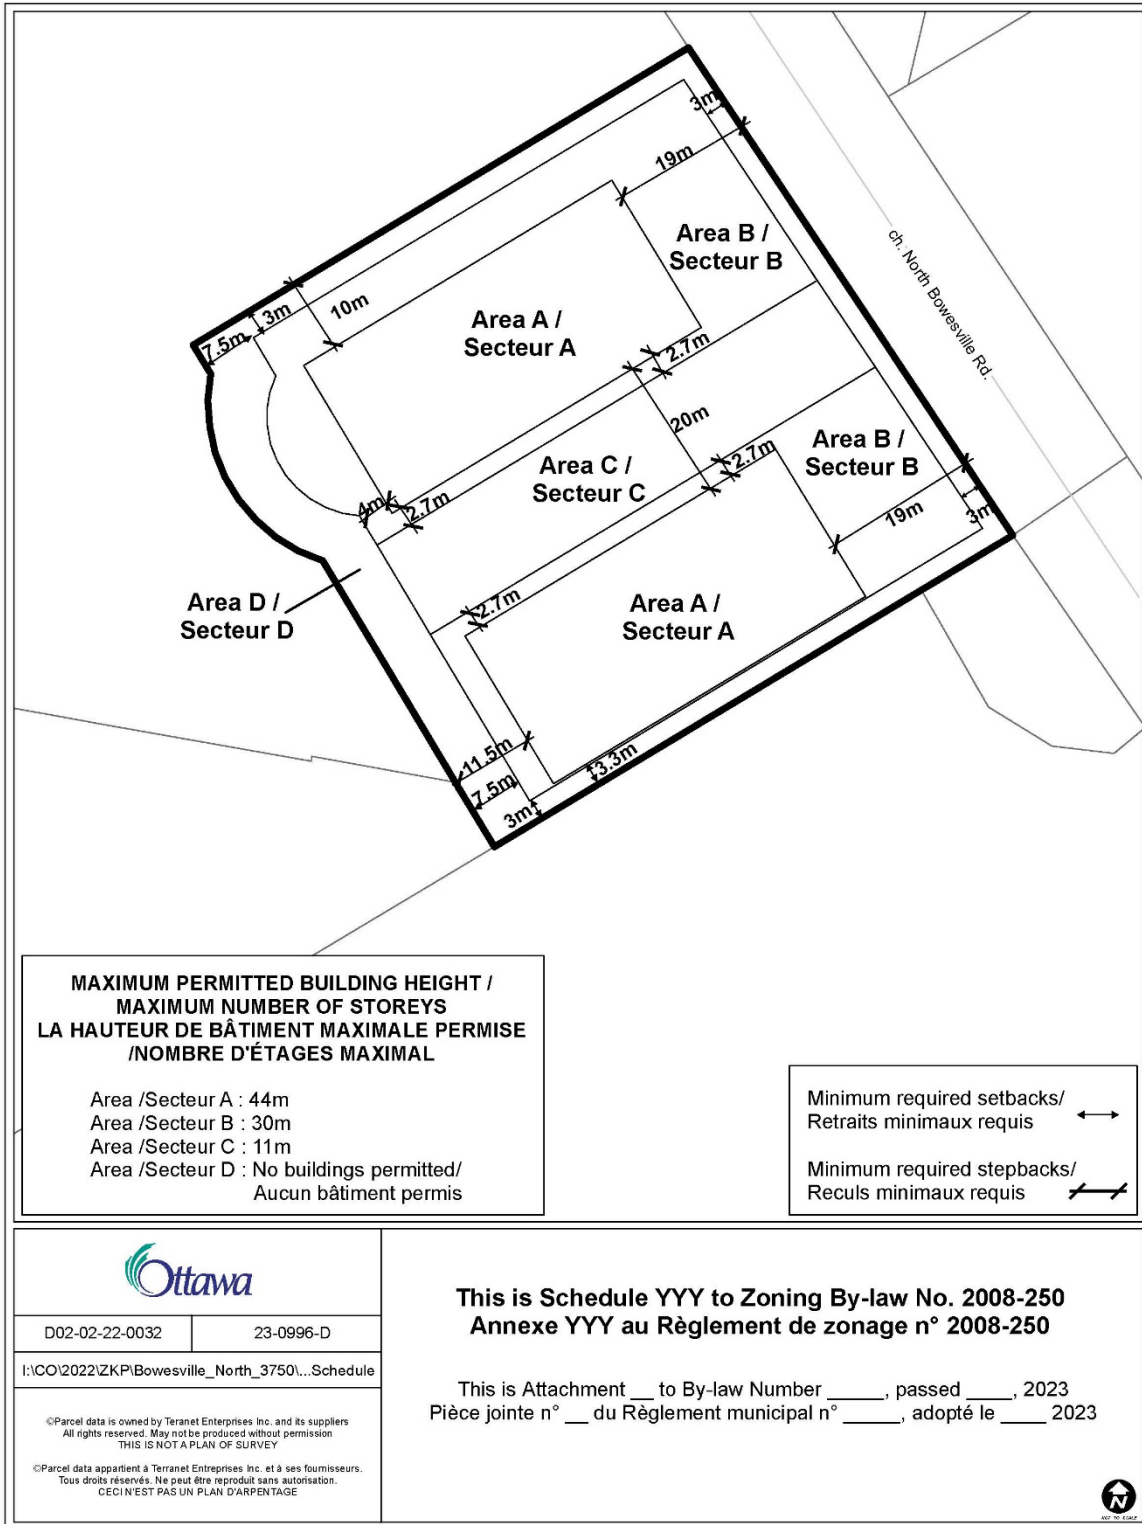 3m
19m
Area B /
Secteur B
ch. North Bowesville Rd.
10m
3m
7.5m
Area A /
Secteur A
2.7m
20m
Area C /
Secteur C
2.7m
Area B /
Secteur B
4m
2.7m
19m
3m
Area D /
Secteur D
2.7m
Area A /
Secteur A
11.5m
7.5m
3.3m
3m
MAXIMUM PERMITTED BUILDING HEIGHT /
MAXIMUM NUMBER OF STOREYS
LA HAUTEUR DE BÂTIMENT MAXIMALE PERMISE
/NOMBRE D'ÉTAGES MAXIMAL
Area /Secteur A : 44m
Area /Secteur B : 30m
Area /Secteur C : 11m
Area /Secteur D : No buildings permitted/
Aucun bâtiment permis
Minimum required setbacks/
Retraits minimaux requis
Minimum required stepbacks/
Reculs minimaux requis
Ottawa
D02-02-22-0032 23-0996-D
I:\CO\2022\ZKP\Bowesville_North_3750\...Schedule
©Parcel data is owned by Teranet Enterprises Inc. and its suppliers
All rights reserved. May not be produced without permission
THIS IS NOT A PLAN OF SURVEY
©Parcel data appartient à Terranet Entreprises Inc. et à ses fournisseurs.
Tous droits réservés. Ne peut être reproduit sans autorisation.
CECI N'EST PAS UN PLAN D'ARPENTAGE
This is Schedule YYY to Zoning By-law No. 2008-250
Annexe YYY au Règlement de zonage n° 2008-250
This is Attachment __ to By-law Number _____, passed ____, 2023
Pièce jointe n° __ du Règlement municipal n° _____, adopté le ____ 2023
N
NOT TO SCALE